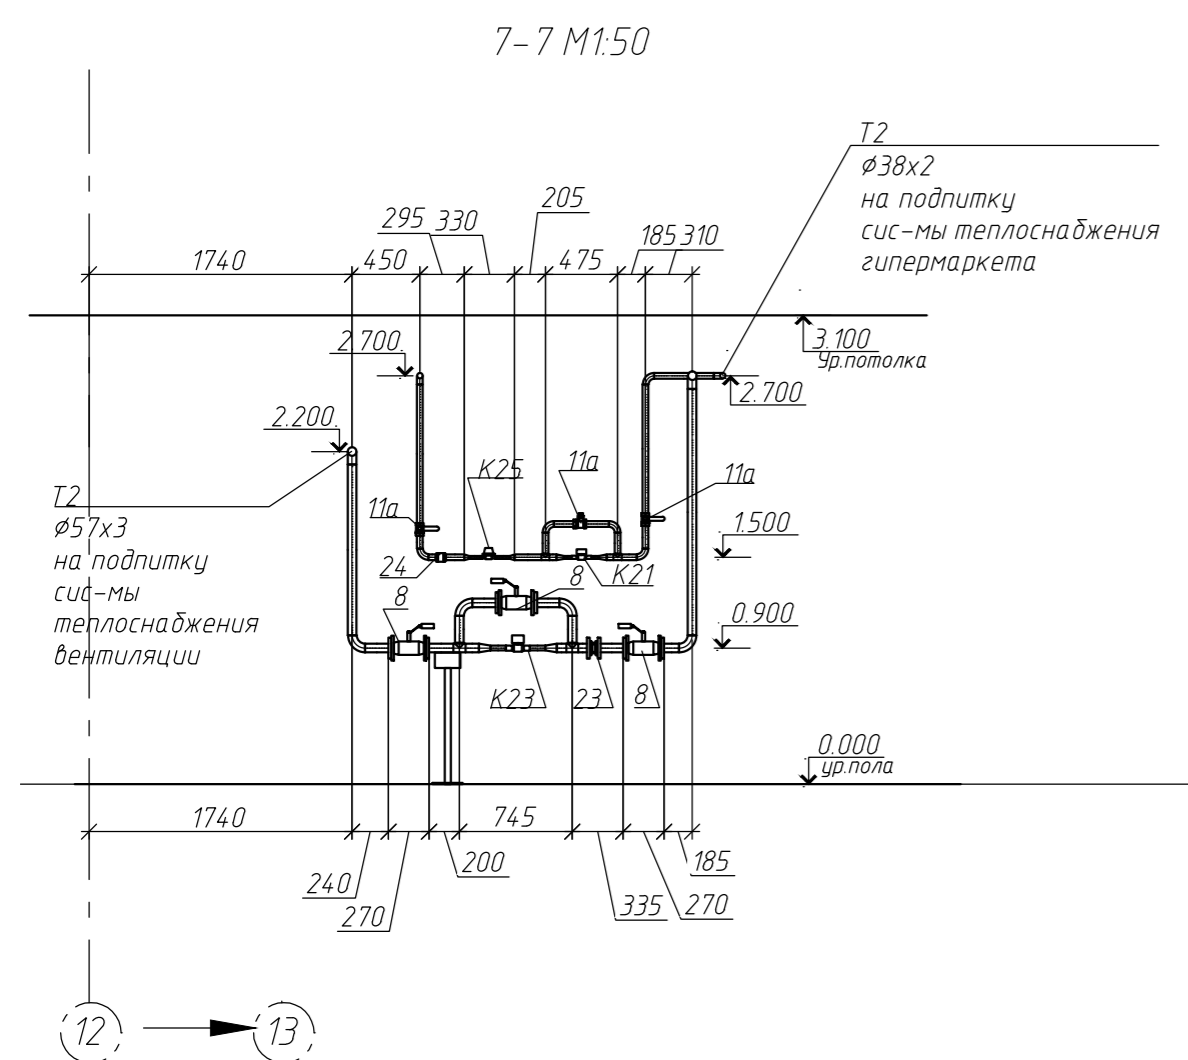 7-7 М1:50
Т2
φ38х2
на подпитку
сис-мы теплоснабжения
гипермаркета
205
295 330
185 310
1740 450 475
3.100
Ур.потолка
2.700
2.700
2.200
К25
11а
11а
Т2
φ57х3
на подпитку
сис-мы
теплоснабжения
вентиляции
11а
1.500
24
К21
8
8
0.900
К23
23
8
0.000
ур.пола
1740 745
200
185
240
270
335 270
12
13